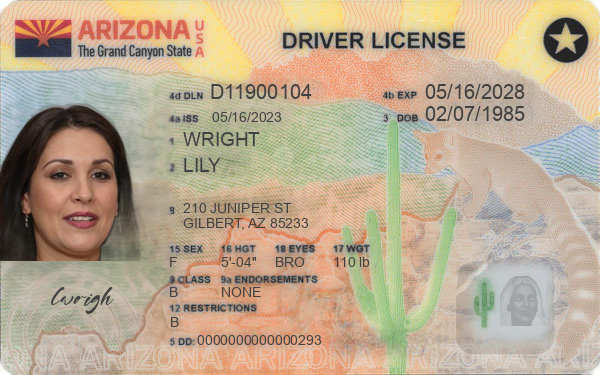 ARIZONA USA
The Grand Canyon State
DRIVER LICENSE
4d DLN D11900104 4b EXP 05/16/2028
4a ISS 05/16/2023 3 DOB 02/07/1985
1 WRIGHT
2 LILY
8 210 JUNIPER ST
GILBERT, AZ 85233
15 SEX 16 HGT 18 EYES 17 WGT
F 5'-04" BRO 110 lb
9 CLASS 9a ENDORSEMENTS
B NONE
12 RESTRICTIONS
B
5 DD: 0000000000000293
lwrigh
ARIZONA ARIZONA ARIZONA ARIZONA